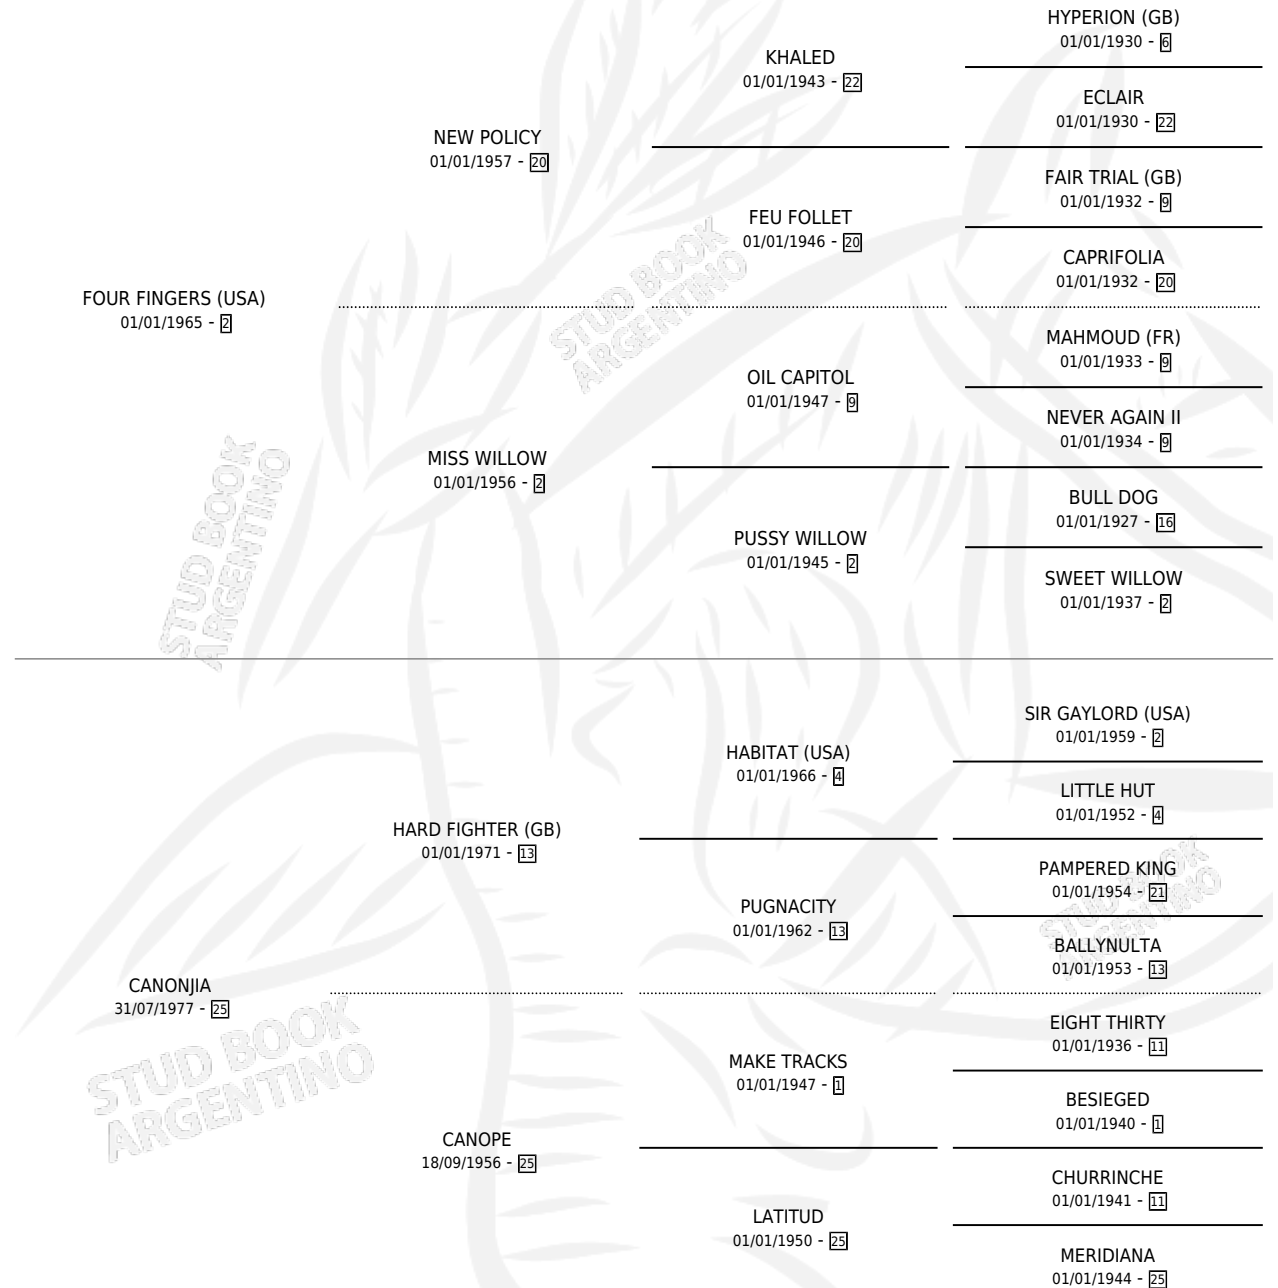 HYPERION (GB)
01/01/1930 - 6
KHALED
01/01/1943 - 22
ECLAIR
01/01/1930 - 22
NEW POLICY
01/01/1957 - 20
FAIR TRIAL (GB)
01/01/1932 - 9
FEU FOLLET
01/01/1946 - 20
CAPRIFOLIA
01/01/1932 - 20
FOUR FINGERS (USA)
01/01/1965 - 2
MAHMOUD (FR)
01/01/1933 - 9
OIL CAPITOL
01/01/1947 - 9
NEVER AGAIN II
01/01/1934 - 9
MISS WILLOW
01/01/1956 - 2
BULL DOG
01/01/1927 - 16
PUSSY WILLOW
01/01/1945 - 2
SWEET WILLOW
01/01/1937 - 2
SIR GAYLORD (USA)
01/01/1959 - 2
HABITAT (USA)
01/01/1966 - 4
LITTLE HUT
01/01/1952 - 4
HARD FIGHTER (GB)
01/01/1971 - 13
PAMPERED KING
01/01/1954 - 21
PUGNACITY
01/01/1962 - 13
BALLYNULTA
01/01/1953 - 13
CANONJIA
31/07/1977 - 25
EIGHT THIRTY
01/01/1936 - 11
MAKE TRACKS
01/01/1947 - 1
BESIEGED
01/01/1940 - 1
CANOPE
18/09/1956 - 25
CHURRINCHE
01/01/1941 - 11
LATITUD
01/01/1950 - 25
MERIDIANA
01/01/1944 - 25
STUD BOOK
ARGENTINO
STUD BOOK
ARGENTINO
STUD BOOK
ARGENTINO
STUD BOOK
ARGENTINO